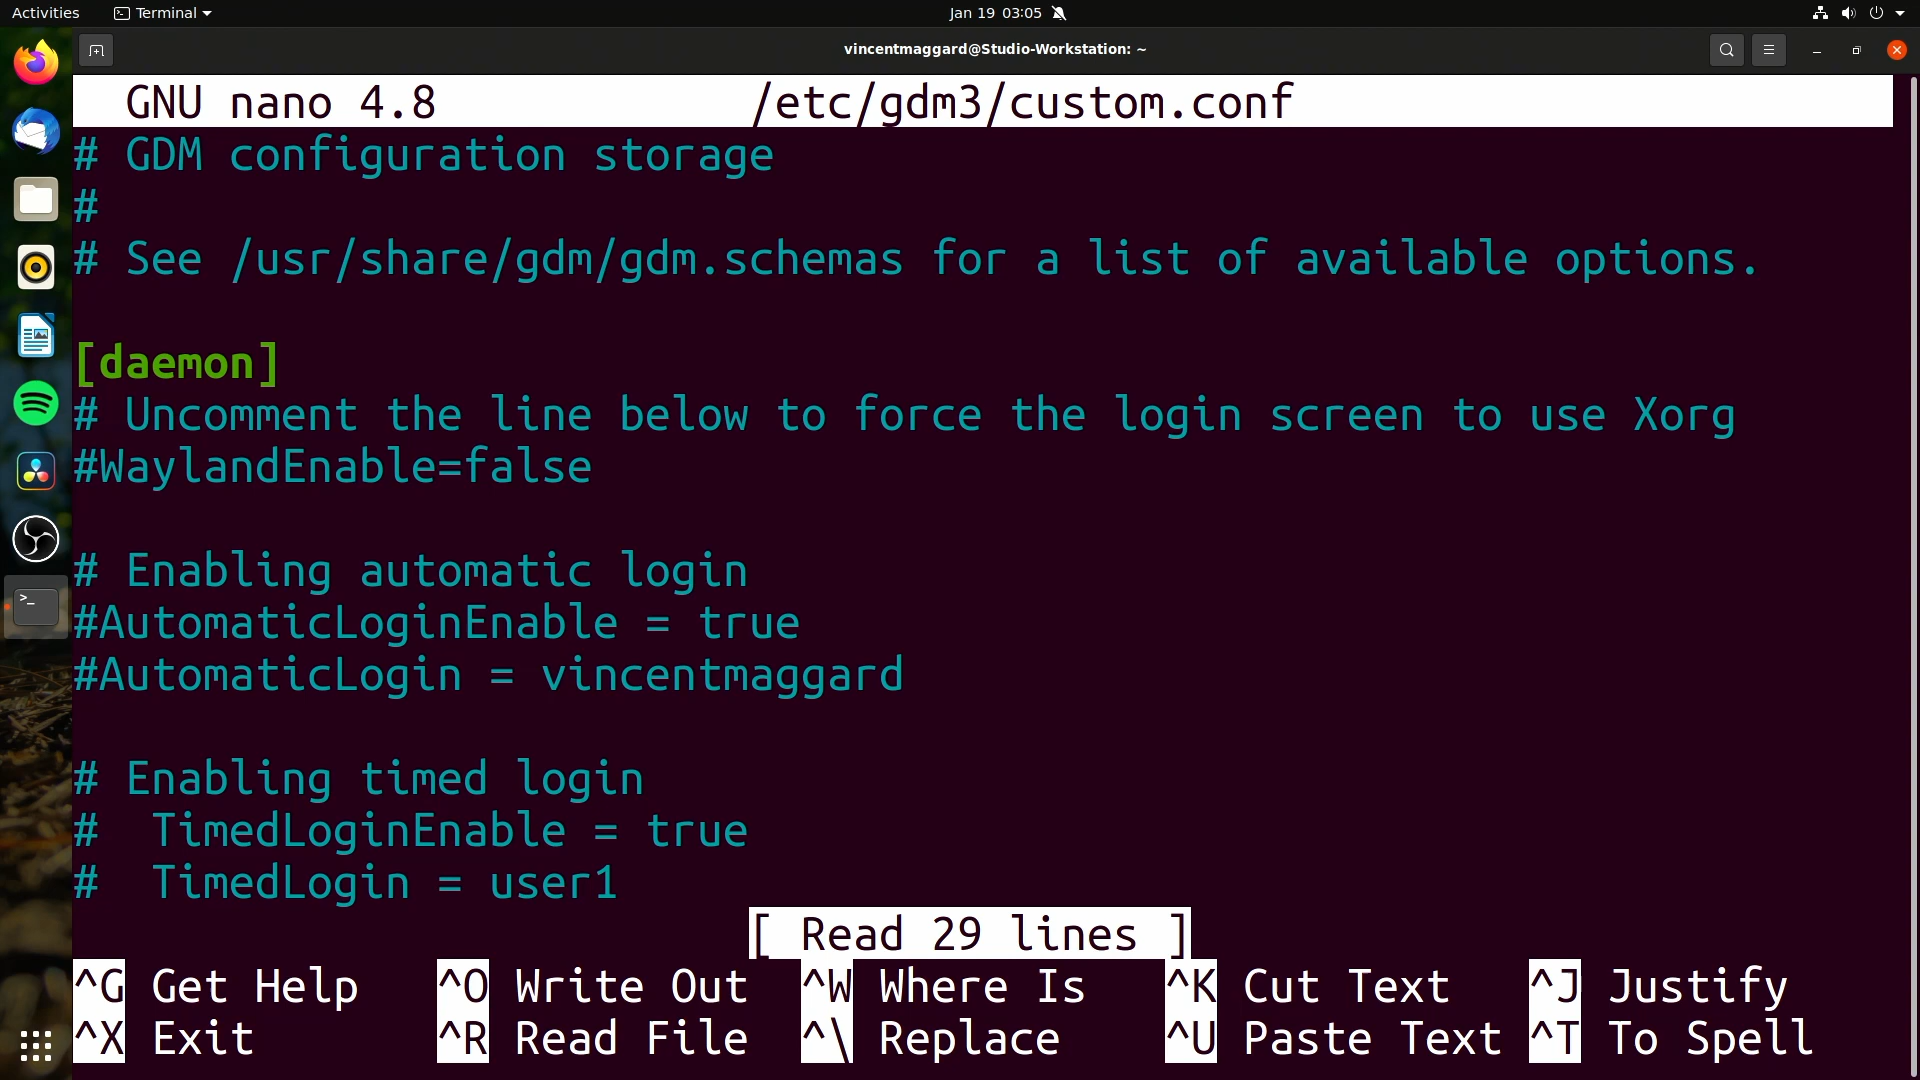 Activities Terminal Jan 19 03:05
vincentmaggard@Studio-Workstation: ~
GNU nano 4.8 /etc/gdm3/custom.conf
# GDM configuration storage
#
# See /usr/share/gdm/gdm.schemas for a list of available options.
[daemon]
# Uncomment the line below to force the login screen to use Xorg
#WaylandEnable=false
# Enabling automatic login
#AutomaticLoginEnable = true
#AutomaticLogin = vincentmaggard
# Enabling timed login
#  TimedLoginEnable = true
#  TimedLogin = user1
[ Read 29 lines ]
^G Get Help ^O Write Out ^W Where Is ^K Cut Text ^J Justify
^X Exit ^R Read File ^\ Replace ^U Paste Text ^T To Spell